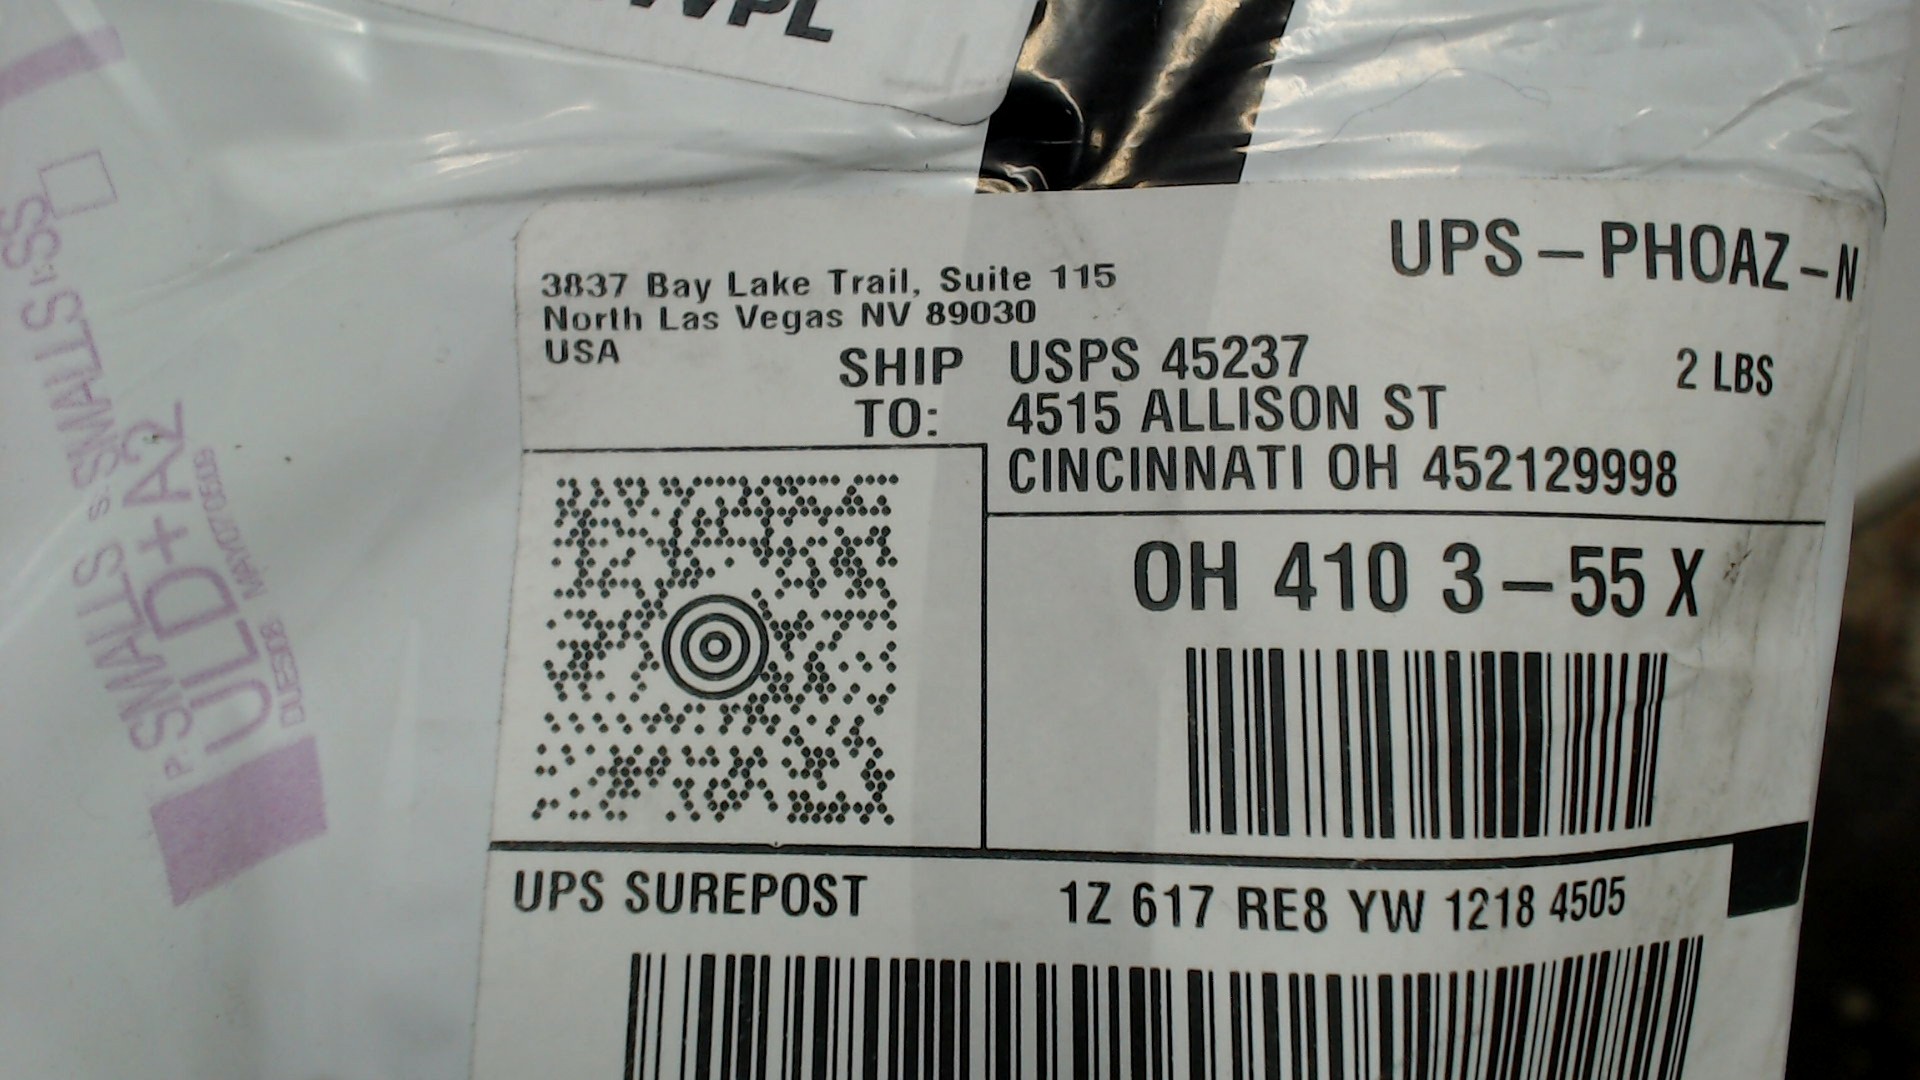 UPS – PHOAZ – N
3837 Bay Lake Trail, Suite 115
North Las Vegas NV 89030
USA
2 LBS
SHIP TO:
USPS 45237
4515 ALLISON ST
CINCINNATI OH 452129998
OH 410 3 – 55 X
UPS SUREPOST
1Z 617 RE8 YW 1218 4505
P: SMALLS S: SMALLS I: SS
ULD+A2